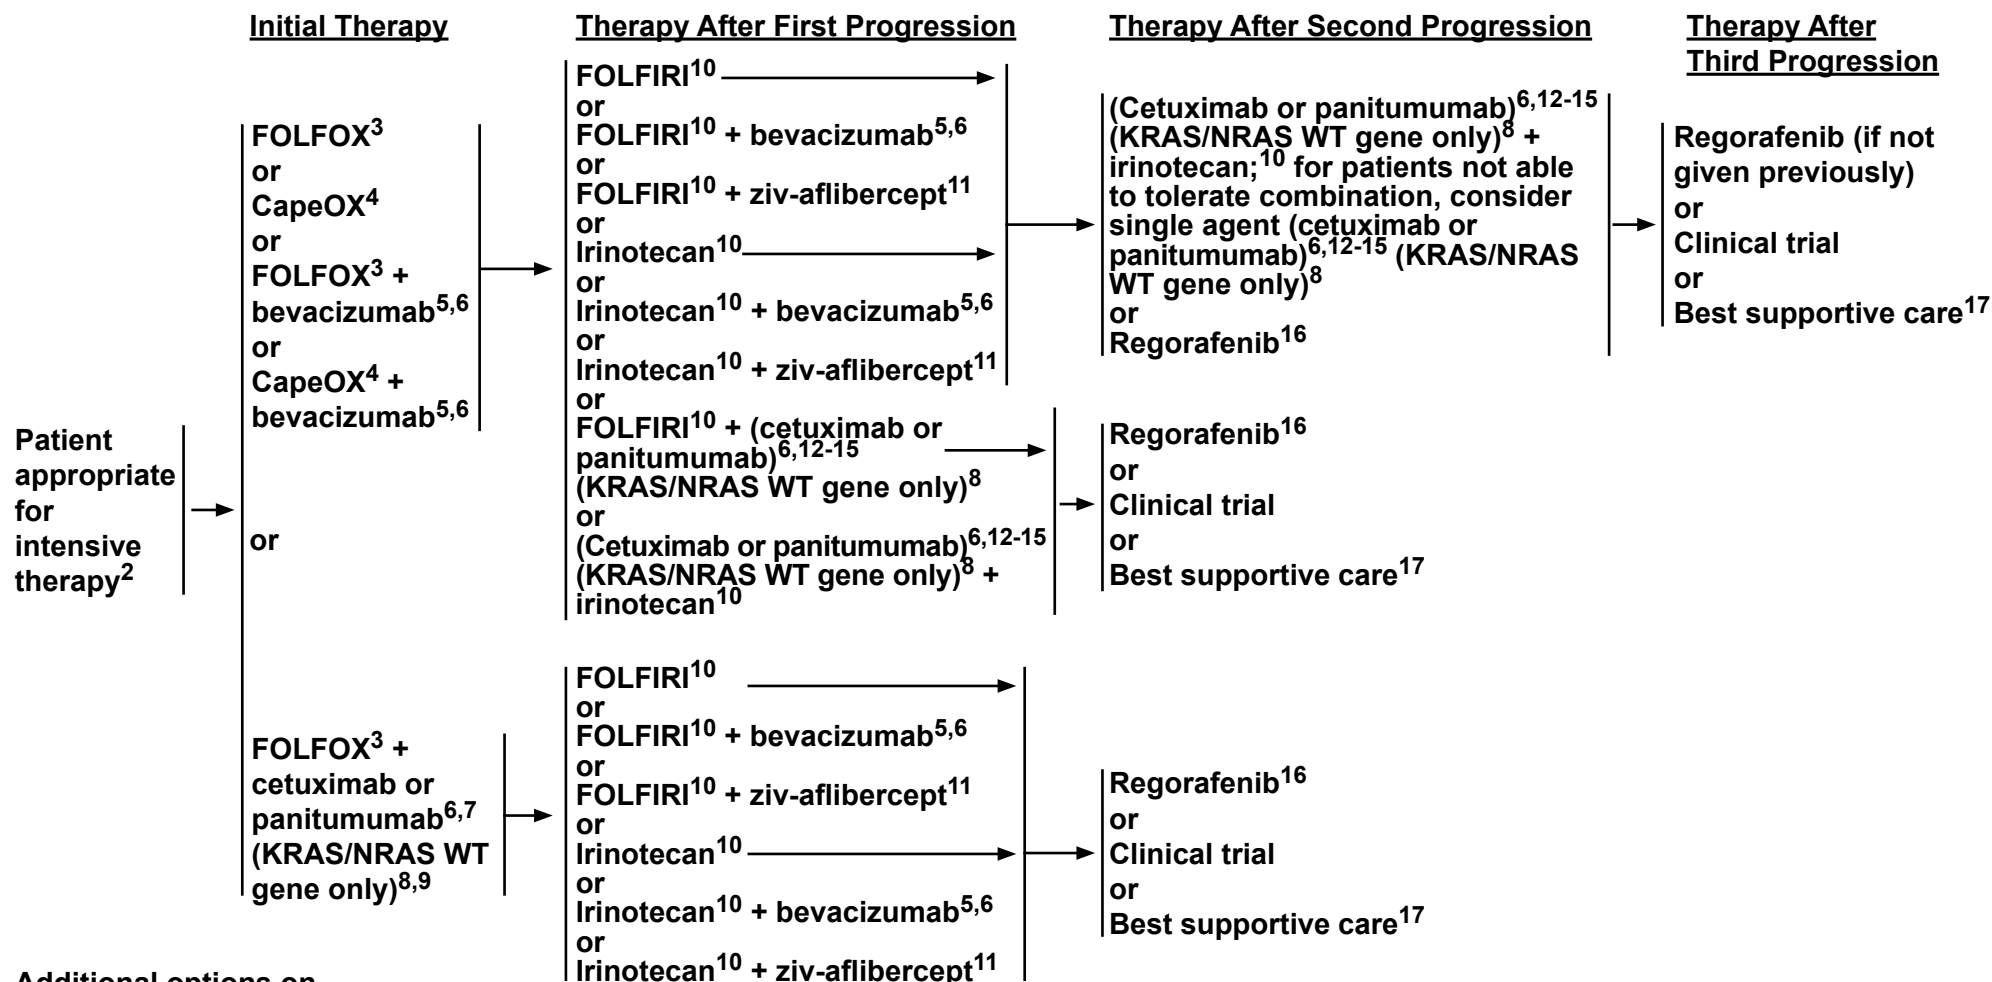 Initial Therapy
Therapy After First Progression
Therapy After Second Progression
Therapy After
Third Progression
Patient
appropriate
for
intensive
therapy2
FOLFOX3
or
CapeOX4
or
FOLFOX3 +
bevacizumab5,6
or
CapeOX4 +
bevacizumab5,6
or
FOLFOX3 +
cetuximab or
panitumumab6,7
(KRAS/NRAS WT
gene only)8,9
FOLFIRI10
or
FOLFIRI10 + bevacizumab5,6
or
FOLFIRI10 + ziv-aflibercept11
or
Irinotecan10
or
Irinotecan10 + bevacizumab5,6
or
Irinotecan10 + ziv-aflibercept11
or
FOLFIRI10 + (cetuximab or
panitumumab)6,12-15
(KRAS/NRAS WT gene only)8
or
(Cetuximab or panitumumab)6,12-15
(KRAS/NRAS WT gene only)8 +
irinotecan10
FOLFIRI10
or
FOLFIRI10 + bevacizumab5,6
or
FOLFIRI10 + ziv-aflibercept11
or
Irinotecan10
or
Irinotecan10 + bevacizumab5,6
or
Irinotecan10 + ziv-aflibercept11
(Cetuximab or panitumumab)6,12-15
(KRAS/NRAS WT gene only)8 +
irinotecan;10 for patients not able
to tolerate combination, consider
single agent (cetuximab or
panitumumab)6,12-15 (KRAS/NRAS
WT gene only)8
or
Regorafenib16
Regorafenib16
or
Clinical trial
or
Best supportive care17
Regorafenib16
or
Clinical trial
or
Best supportive care17
Regorafenib (if not
given previously)
or
Clinical trial
or
Best supportive care17
Additional options on